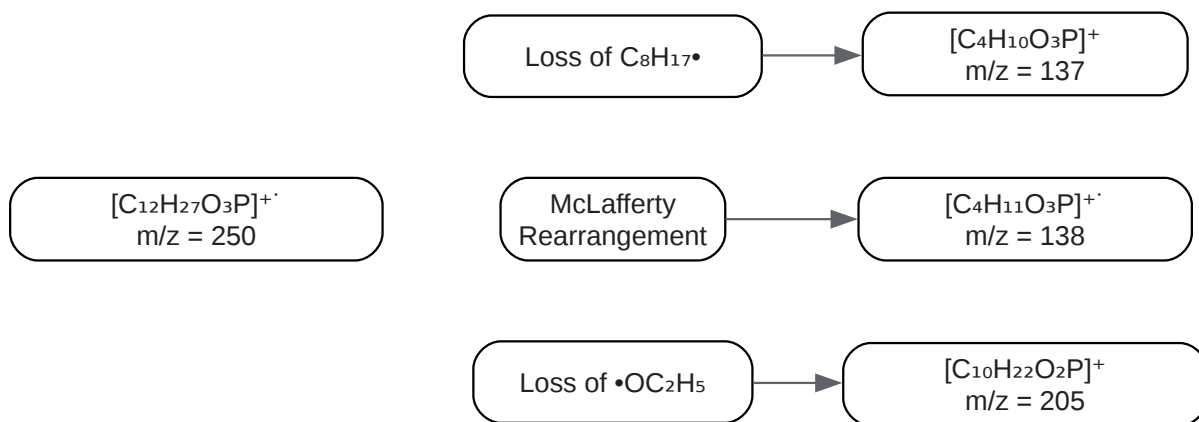 Loss of C₈H₁₇•
[C₄H₁₀O₃P]⁺
m/z = 137
[C₁₂H₂₇O₃P]⁺˙
m/z = 250
McLafferty
Rearrangement
[C₄H₁₁O₃P]⁺˙
m/z = 138
Loss of •OC₂H₅
[C₁₀H₂₂O₂P]⁺
m/z = 205